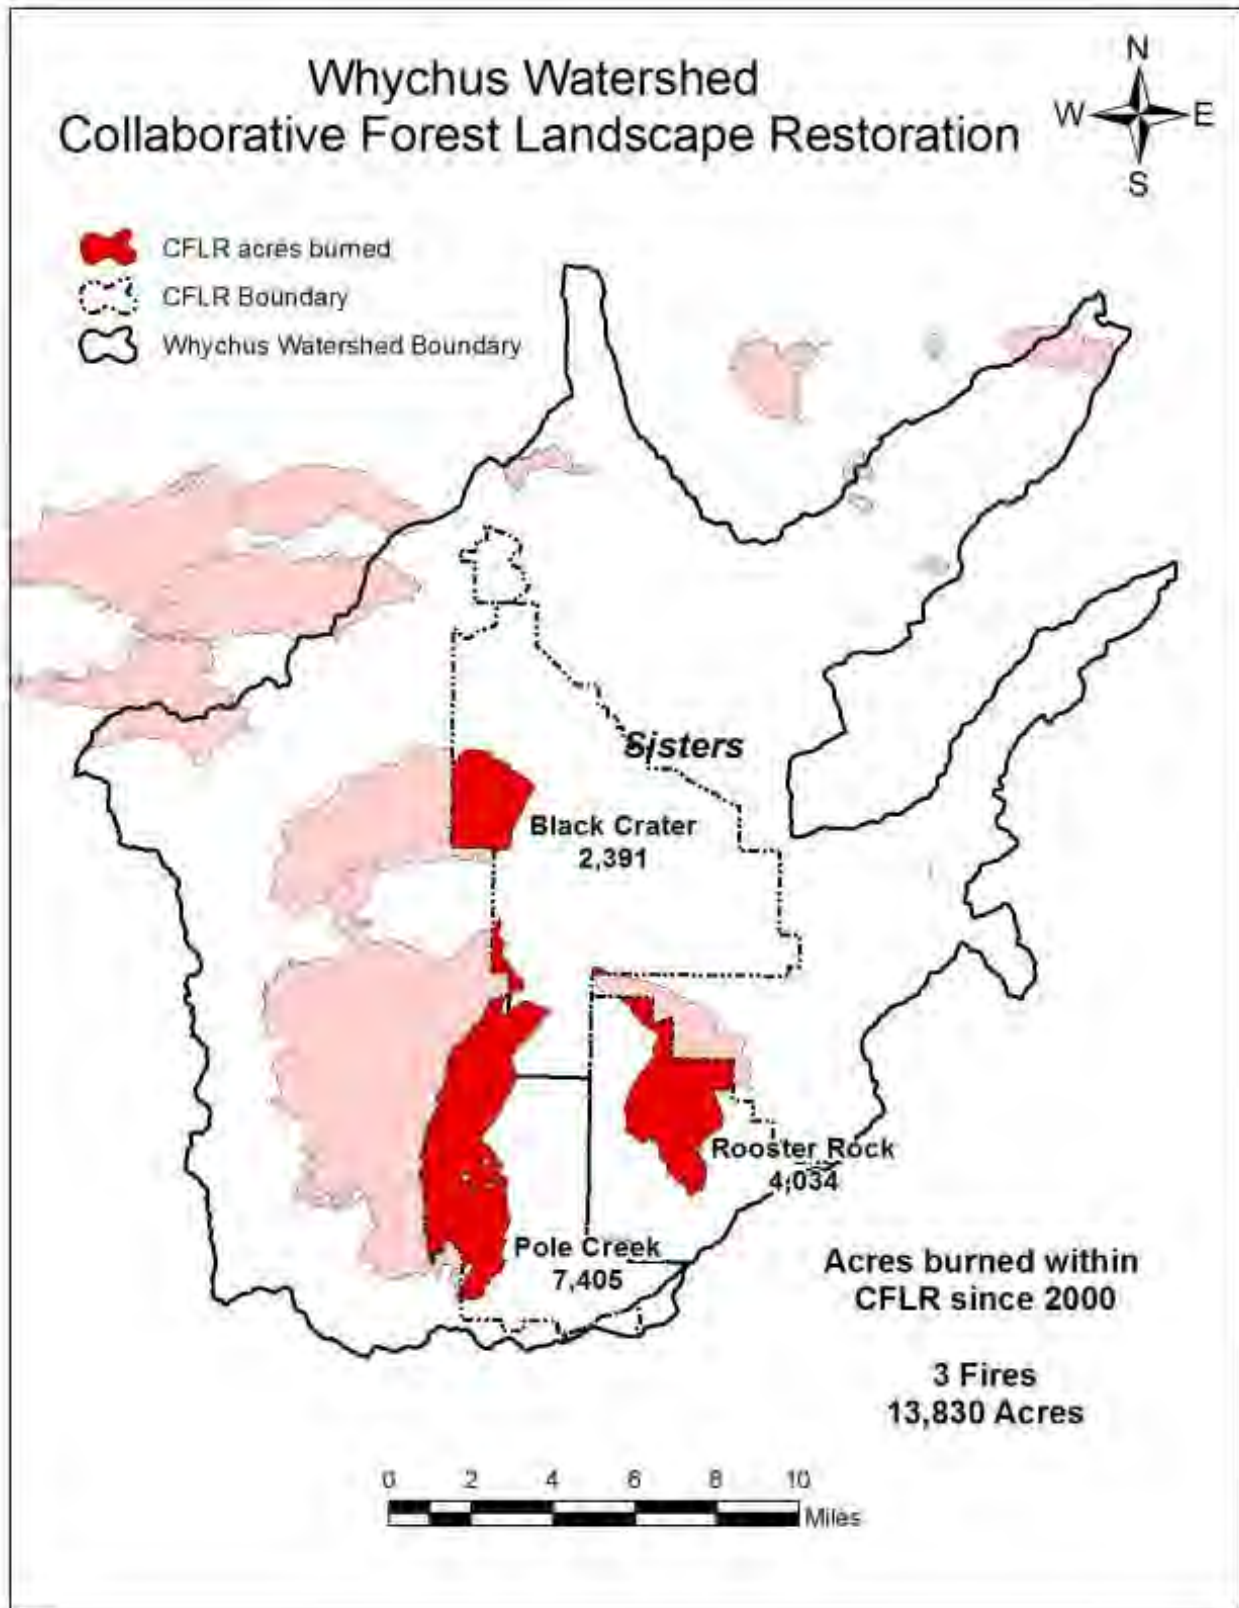 Whychus Watershed
Collaborative Forest Landscape Restoration
N
W E
S
CFLR acres burned
CFLR Boundary
Whychus Watershed Boundary
Sisters
Black Crater
2,391
Rooster Rock
4,034
Pole Creek
7,405
Acres burned within
CFLR since 2000
3 Fires
13,830 Acres
0 2 4 6 8 10
Miles